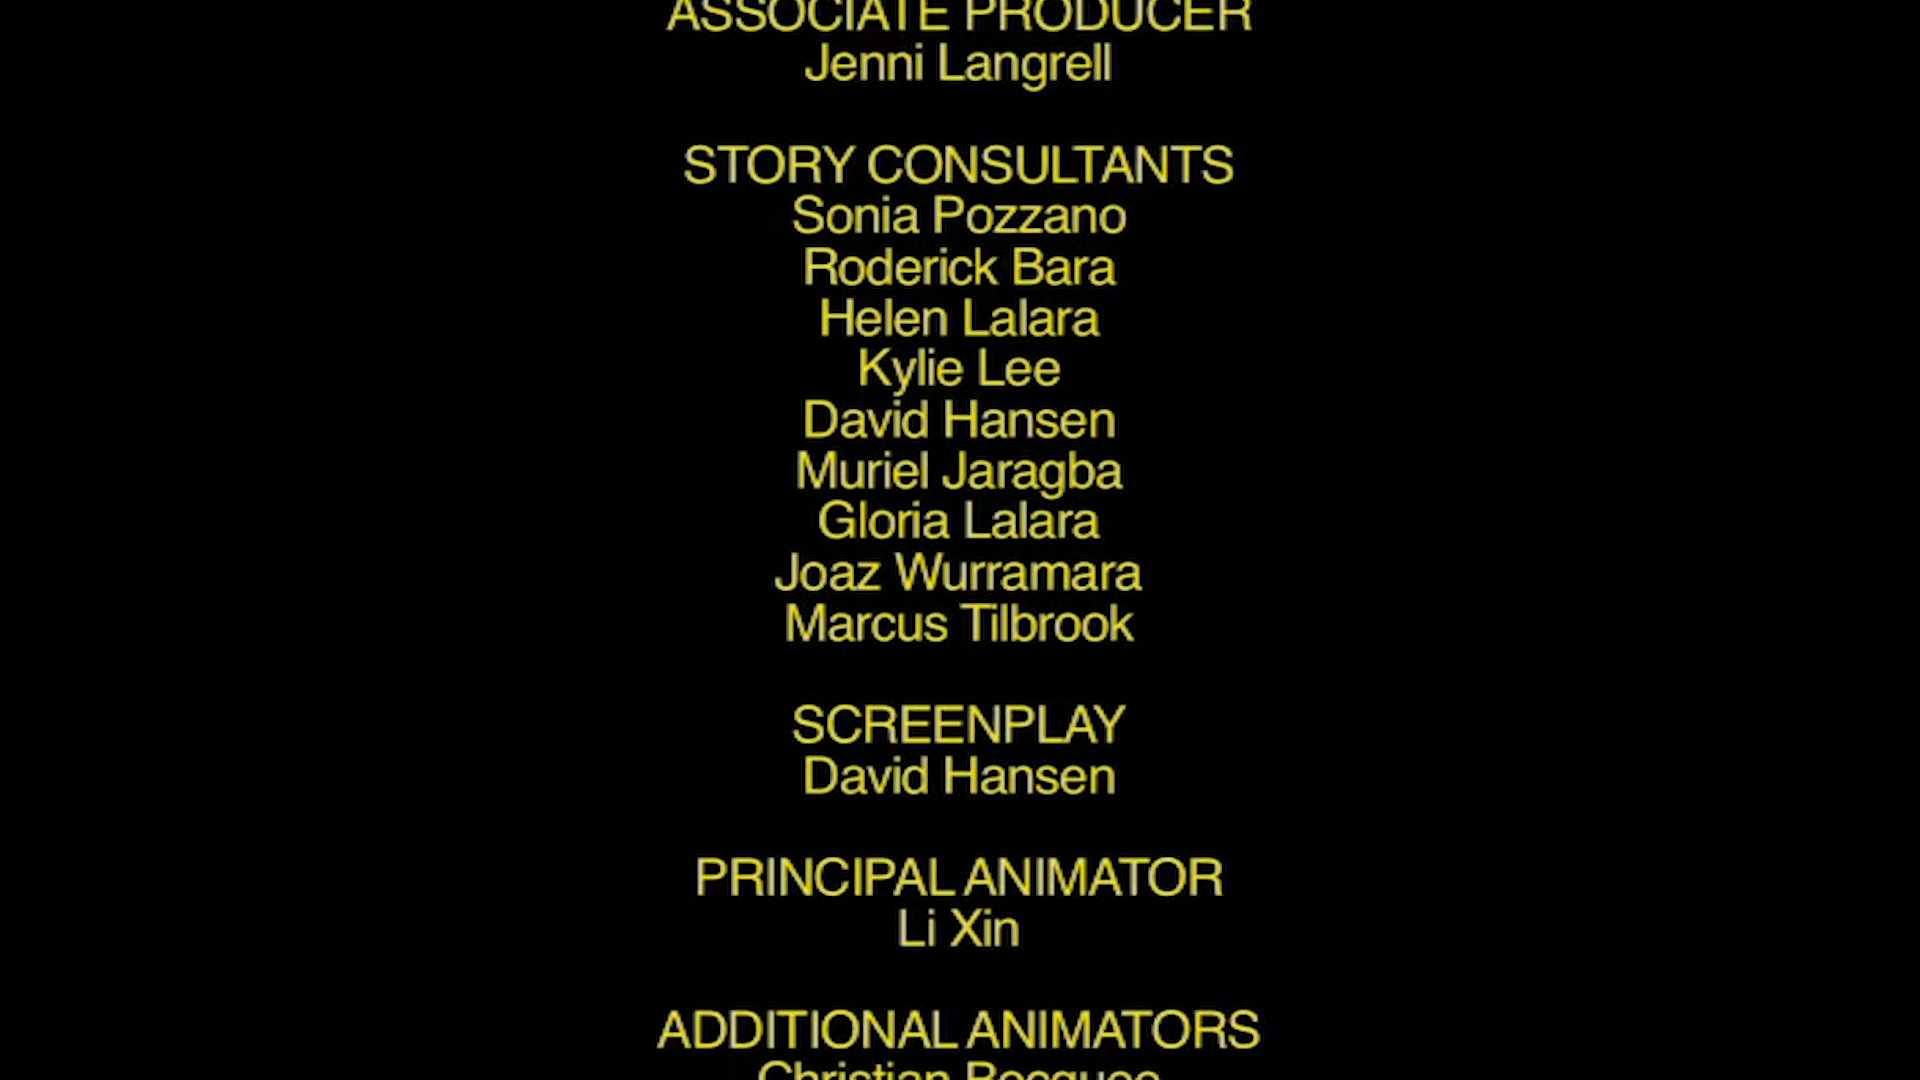 ASSOCIATE PRODUCER
Jenni Langrell
STORY CONSULTANTS
Sonia Pozzano
Roderick Bara
Helen Lalara
Kylie Lee
David Hansen
Muriel Jaragba
Gloria Lalara
Joaz Wurramara
Marcus Tilbrook
SCREENPLAY
David Hansen
PRINCIPAL ANIMATOR
Li Xin
ADDITIONAL ANIMATORS
Christian